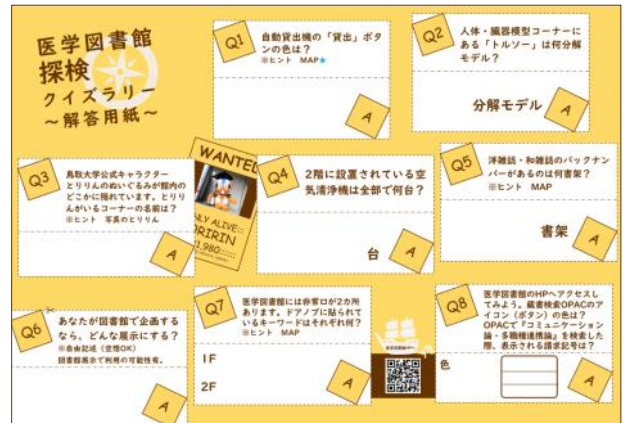 医学図書館
探検
クイズラリー
～解答用紙～
Q1
自動貸出機の「貸出」ボタ
ンの色は？
※ヒント MAP★
A
Q2
人体・臓器模型コーナーに
ある「トルソー」は何分解
モデル？
分解モデル
A
Q3
鳥取大学公式キャラクター
とりりんのぬいぐるみが館内の
どこかに隠れています。とりり
んがいるコーナーの名前は？
※ヒント 写真のとりりん
A
WANTED
ONLY ALIVE
TORIRIN
1,980
Q4
2階に設置されている空
気清浄機は全部で何台？
台
A
Q5
洋雑誌・和雑誌のバックナン
バーがあるのは何書架？
※ヒント MAP
書架
A
Q6
あなたが図書館で企画する
なら、どんな展示にする？
※自由記述（空想OK）
図書館展示で利用の可能性有。
A
Q7
医学図書館には非常口が2カ所
あります。ドアノブに貼られて
いるキーワードはそれぞれ何？
※ヒント MAP
1F
2F
A
Q8
医学図書館のHPへアクセスし
てみよう。蔵書検索OPACのア
イコン（ボタン）の色は？
OPACで『コミュニケーション
論・多職種連携論』を検索した
際、表示される請求記号は？
色
A